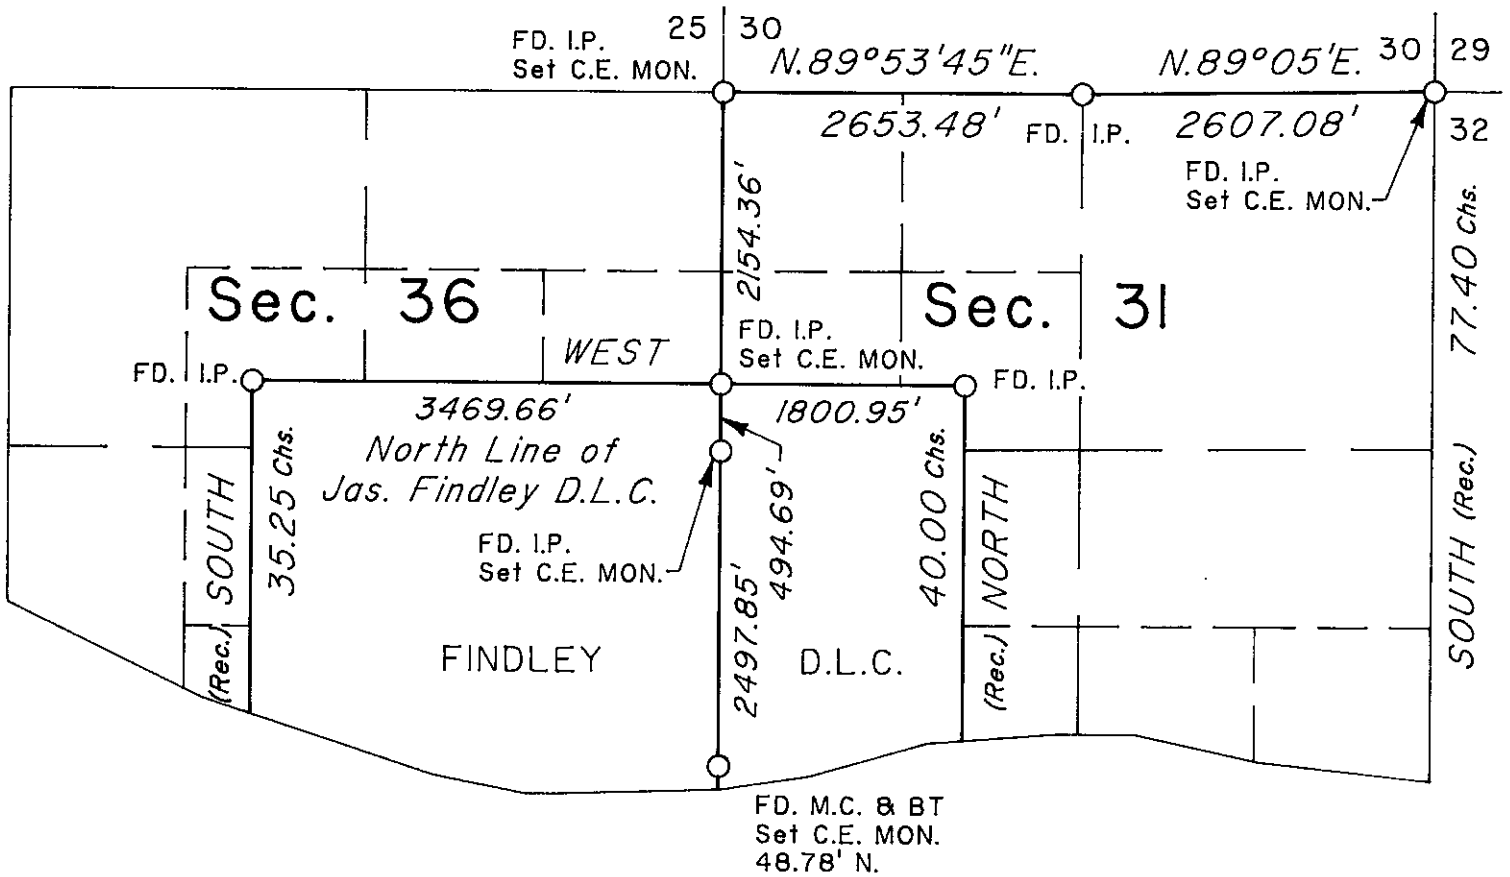 25 30
FD. I.P.
Set C.E. MON.
N.89°53'45"E.
N.89°05'E.
30 29
2653.48'
FD. I.P.
2607.08'
32
FD. I.P.
Set C.E. MON.
2154.36'
77.40 Chs.
SOUTH (Rec.)
Sec. 36
Sec. 31
WEST
FD. I.P.
Set C.E. MON.
FD. I.P.
FD. I.P.
3469.66'
1800.95'
North Line of
Jas. Findley D.L.C.
(Rec.) SOUTH
35.25 Chs.
FD. I.P.
Set C.E. MON.
494.69'
2497.85'
40.00 Chs.
(Rec.) NORTH
FINDLEY D.L.C.
FD. M.C. & BT
Set C.E. MON.
48.78' N.